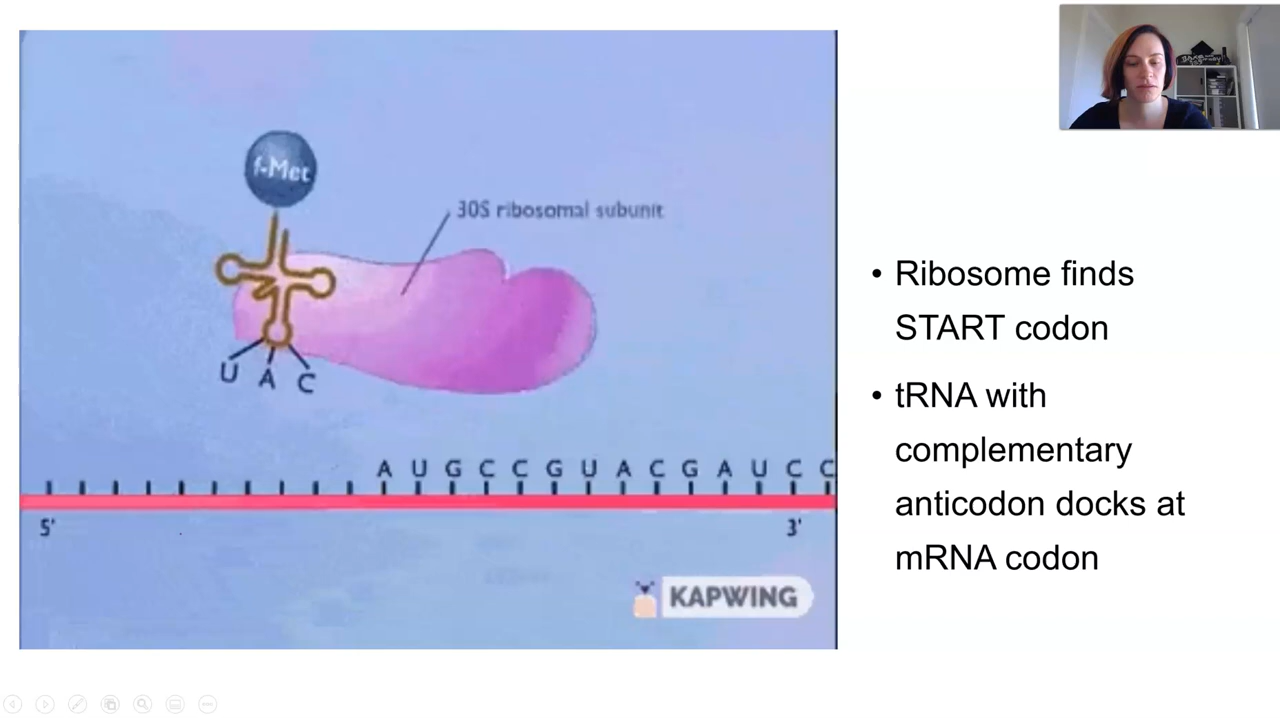 f-Met
30S ribosomal subunit
U A C
A U G C C G U A C G A U C C
5' 3'
KAPWING
• Ribosome finds
START codon
• tRNA with
complementary
anticodon docks at
mRNA codon